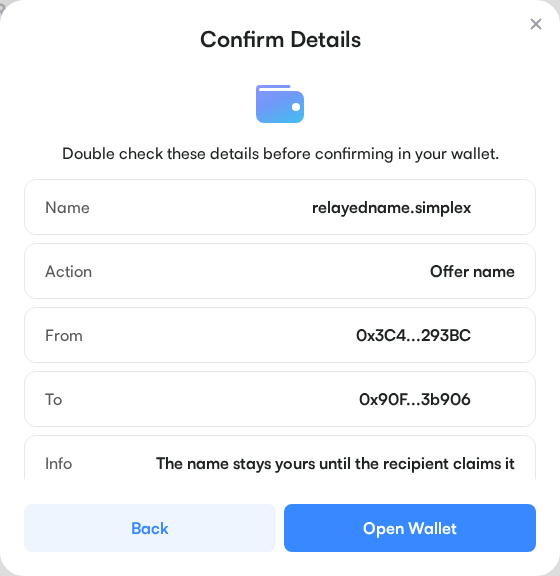 Confirm Details
Double check these details before confirming in your wallet.
Name relayedname.simplex
Action Offer name
From 0x3C4...293BC
To 0x90F...3b906
Info The name stays yours until the recipient claims it
Back Open Wallet